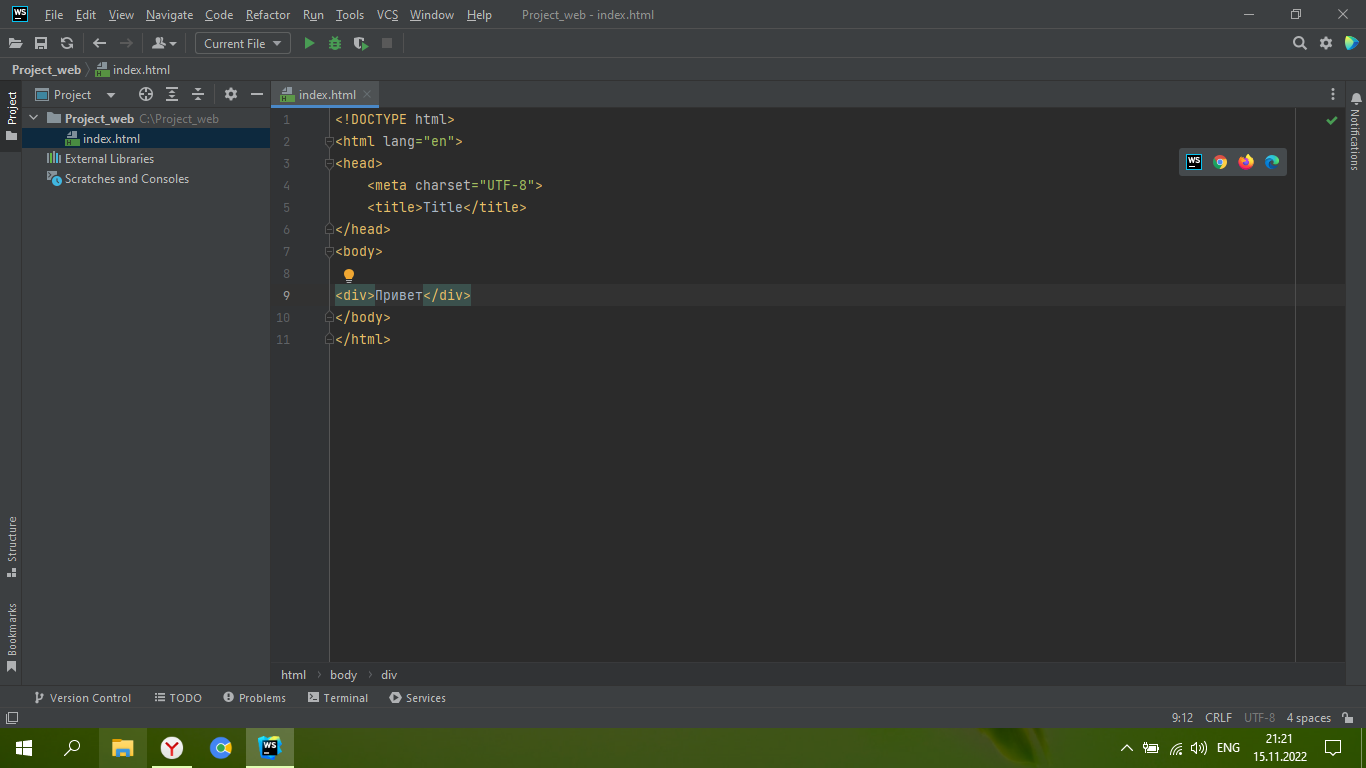 WS File Edit View Navigate Code Refactor Run Tools VCS Window Help Project_web - index.html
Current File
Project_web index.html
Project
Project
index.html
Project_web C:\Project_web
index.html
External Libraries
Scratches and Consoles
1 <!DOCTYPE html>
2 <html lang="en">
3 <head>
4 <meta charset="UTF-8">
5 <title>Title</title>
6 </head>
7 <body>
8
9 <div>Привет</div>
10 </body>
11 </html>
WS
Notifications
Structure
Bookmarks
html body div
Version Control TODO Problems Terminal Services
9:12 CRLF UTF-8 4 spaces
WS
ENG
21:21
15.11.2022